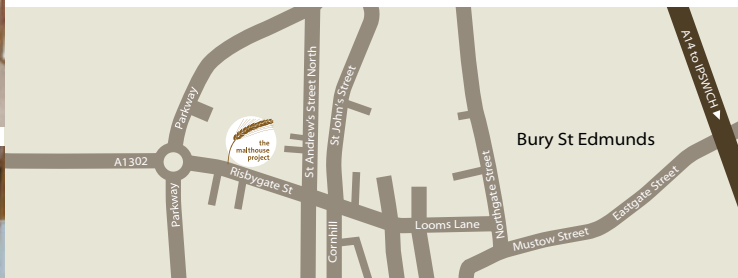 Parkway
A1302
Parkway
the
malthouse
project
Risbygate St
St Andrew's Street North
St John's Street
Cornhill
Looms Lane
Northgate Street
Bury St Edmunds
Mustow Street
Eastgate Street
A14 to IPSWICH